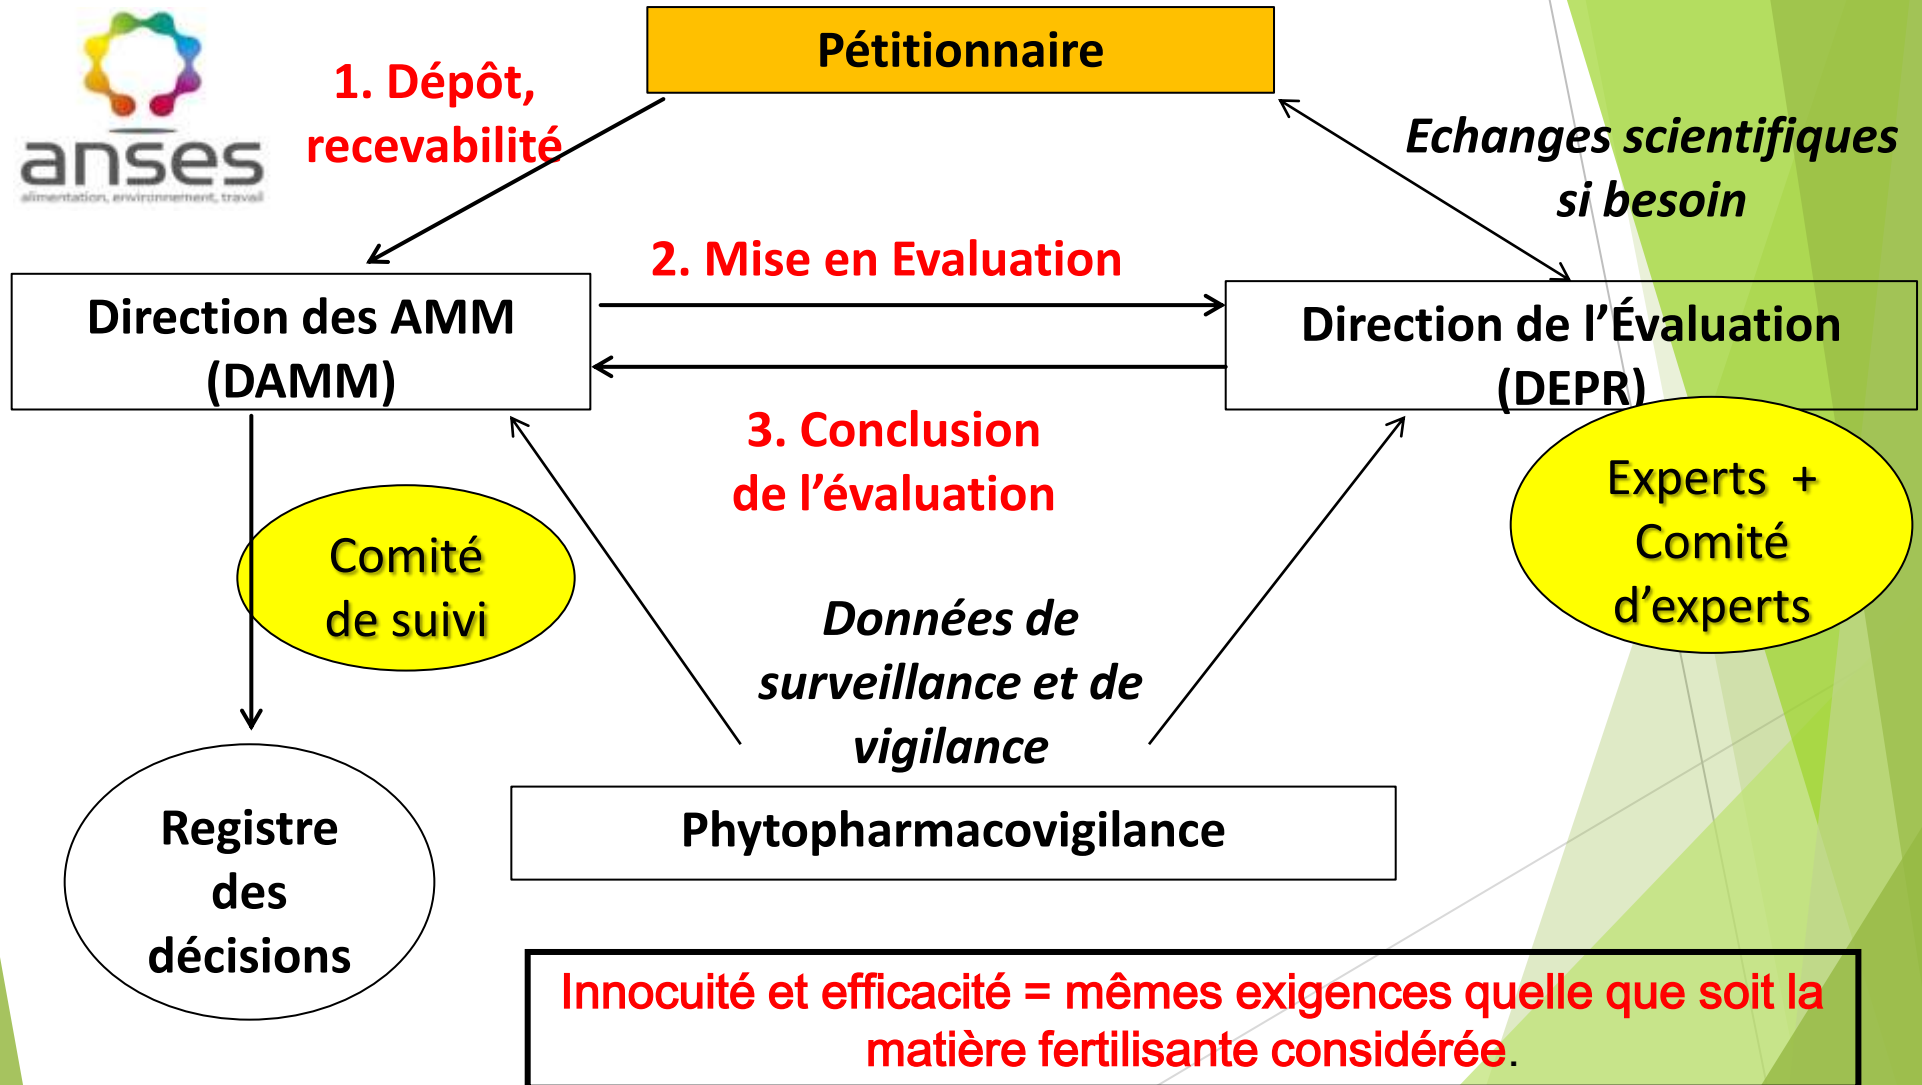 anses
alimentation, environnement, travail
1. Dépôt,
recevabilité
Pétitionnaire
Echanges scientifiques
si besoin
2. Mise en Evaluation
Direction des AMM
(DAMM)
Direction de l’Évaluation
(DEPR)
3. Conclusion
de l’évaluation
Experts +
Comité
d’experts
Comité
de suivi
Données de
surveillance et de
vigilance
Registre
des
décisions
Phytopharmacovigilance
Innocuité et efficacité = mêmes exigences quelle que soit la
matière fertilisante considérée.